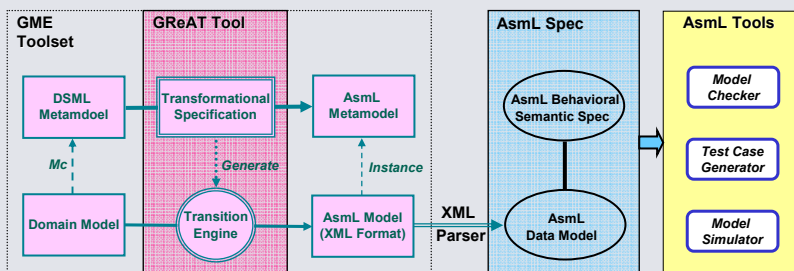 GME
Toolset
GReAT Tool
AsmL Spec
AsmL Tools
DSML
Metamdoel
Transformational
Specification
AsmL
Metamodel
AsmL Behavioral
Semantic Spec
Model
Checker
Mc
Generate
Instance
Test Case
Generator
Domain Model
Transition
Engine
AsmL Model
(XML Format)
XML
Parser
AsmL
Data Model
Model
Simulator